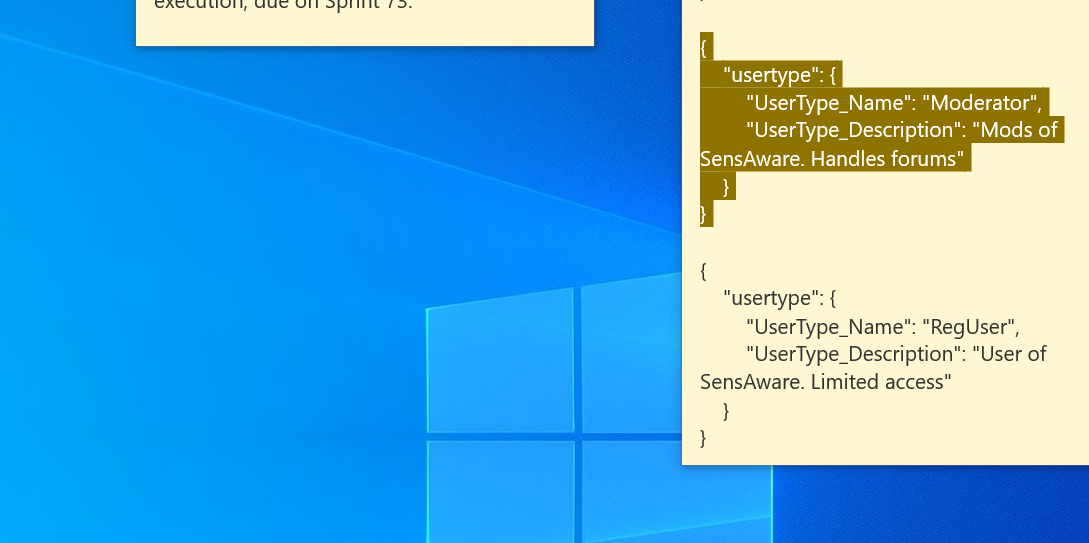 execution, due on Sprint 73.
{
"usertype": {
"UserType_Name": "Moderator",
"UserType_Description": "Mods of
SensAware. Handles forums"
}
}
{
"usertype": {
"UserType_Name": "RegUser",
"UserType_Description": "User of
SensAware. Limited access"
}
}